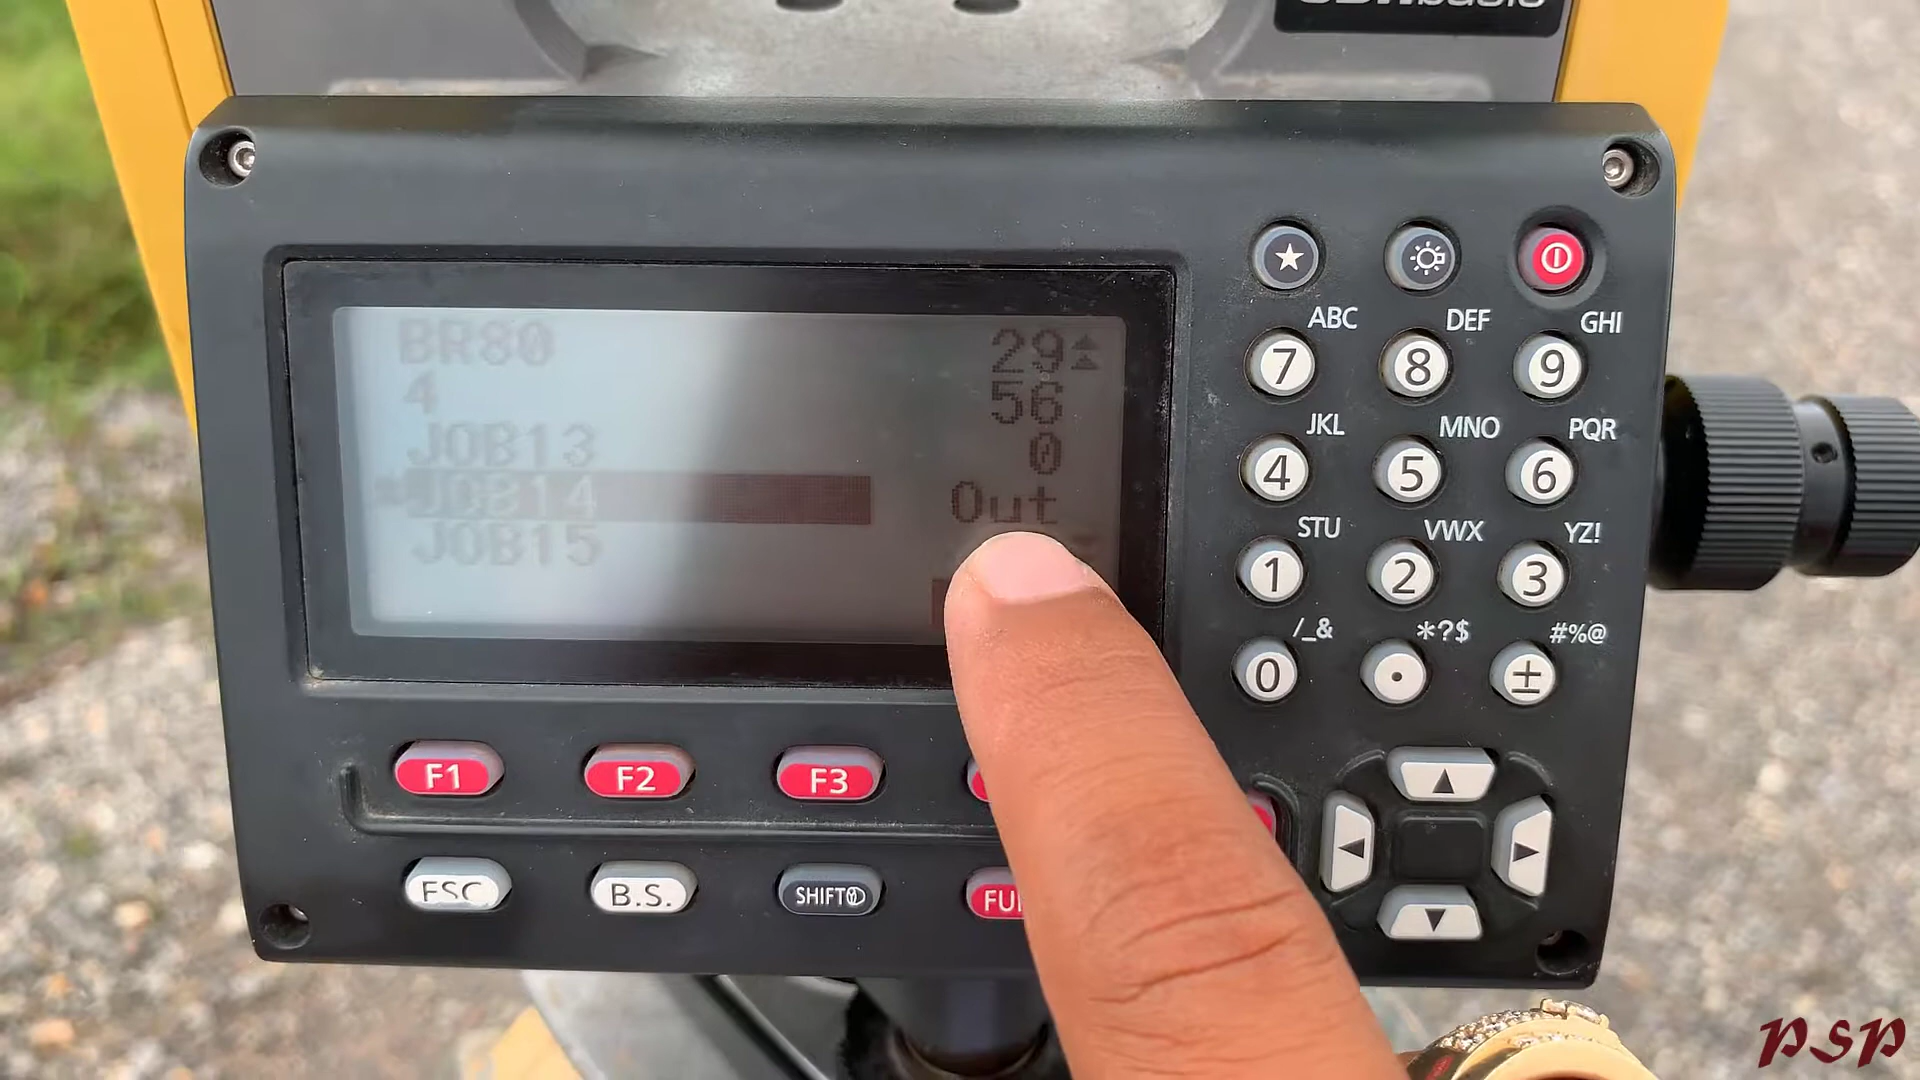 BR80 29
4 56
JOB13 0
JOB14 Out
JOB15
ABC DEF GHI
7 8 9
JKL MNO PQR
4 5 6
STU VWX YZ!
1 2 3
/_& *?$ #%@
0 . ±
F1 F2 F3
ESC B.S. SHIFT FU
PSP